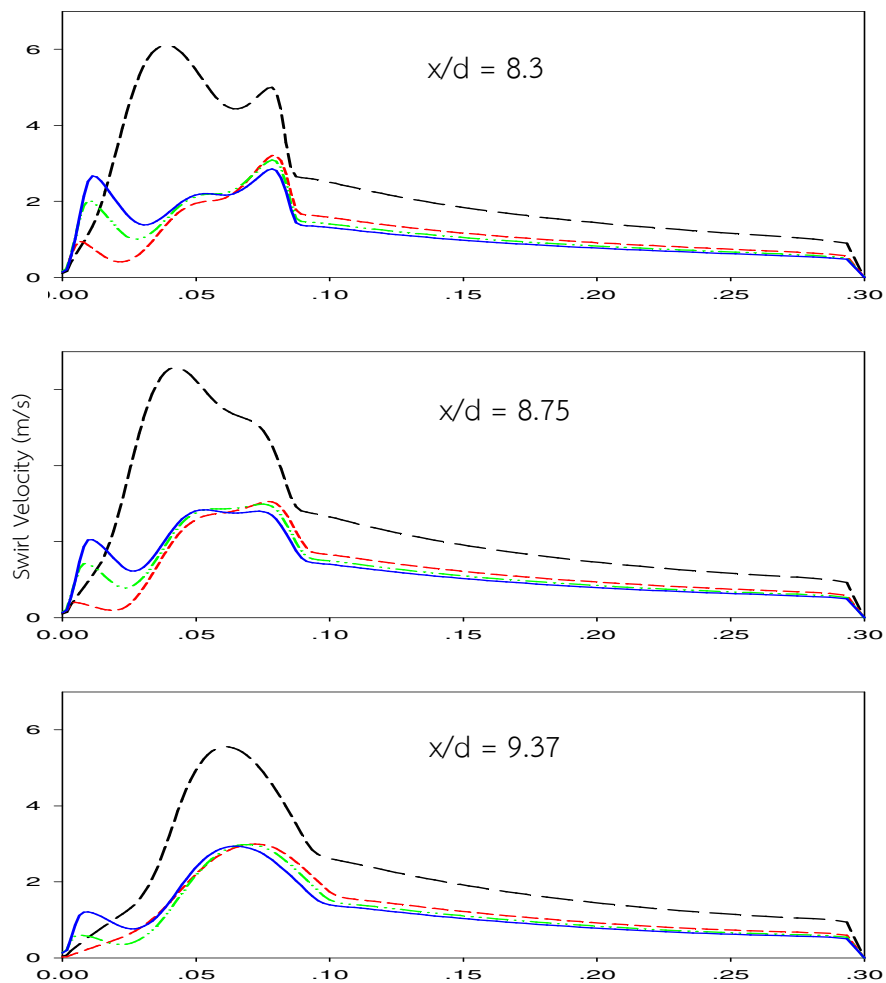 6
x/d = 8.3
4
2
0
0.00 .05 .10 .15 .20 .25 .30
x/d = 8.75
Swirl Velocity (m/s)
0
0.00 .05 .10 .15 .20 .25 .30
6
x/d = 9.37
4
2
0
0.00 .05 .10 .15 .20 .25 .30